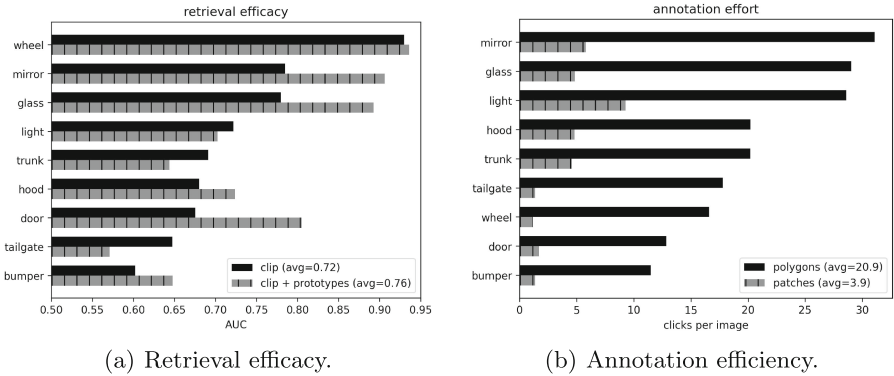 retrieval efficacy
wheel
mirror
glass
light
trunk
hood
door
tailgate
bumper
clip (avg=0.72)
clip + prototypes (avg=0.76)
0.50 0.55 0.60 0.65 0.70 0.75 0.80 0.85 0.90 0.95
AUC
(a) Retrieval efficacy.
annotation effort
mirror
glass
light
hood
trunk
tailgate
wheel
door
bumper
polygons (avg=20.9)
patches (avg=3.9)
0 5 10 15 20 25 30
clicks per image
(b) Annotation efficiency.